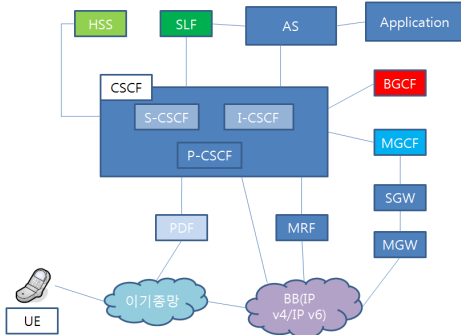 HSS
SLF
AS
Application
CSCF
BGCF
S-CSCF
I-CSCF
MGCF
P-CSCF
SGW
PDF
MRF
MGW
이기종망
BB(IP
v4/IP v6)
UE